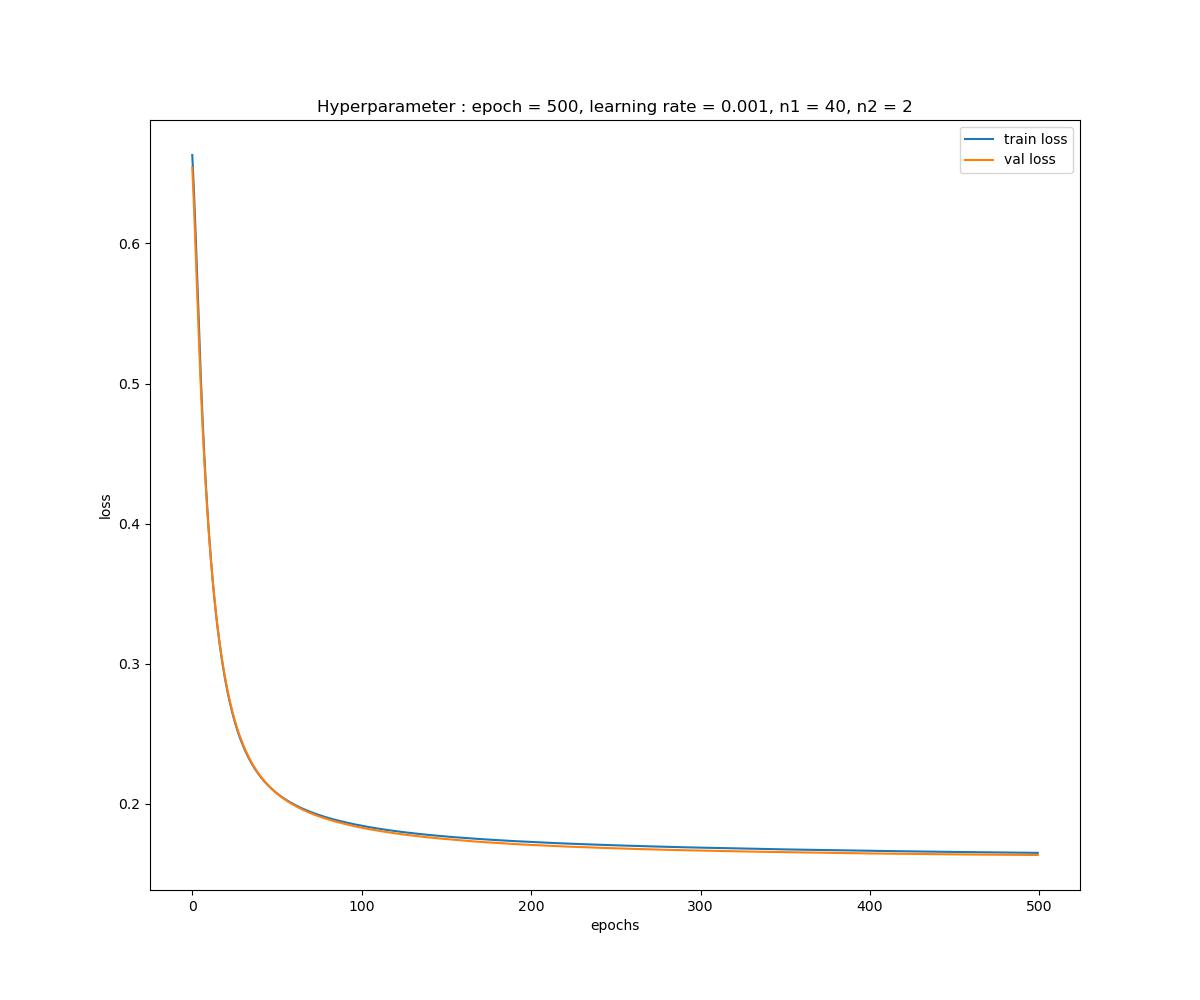 Hyperparameter : epoch = 500, learning rate = 0.001, n1 = 40, n2 = 2
train loss
val loss
0.6
0.5
0.4
0.3
0.2
loss
0 100 200 300 400 500
epochs